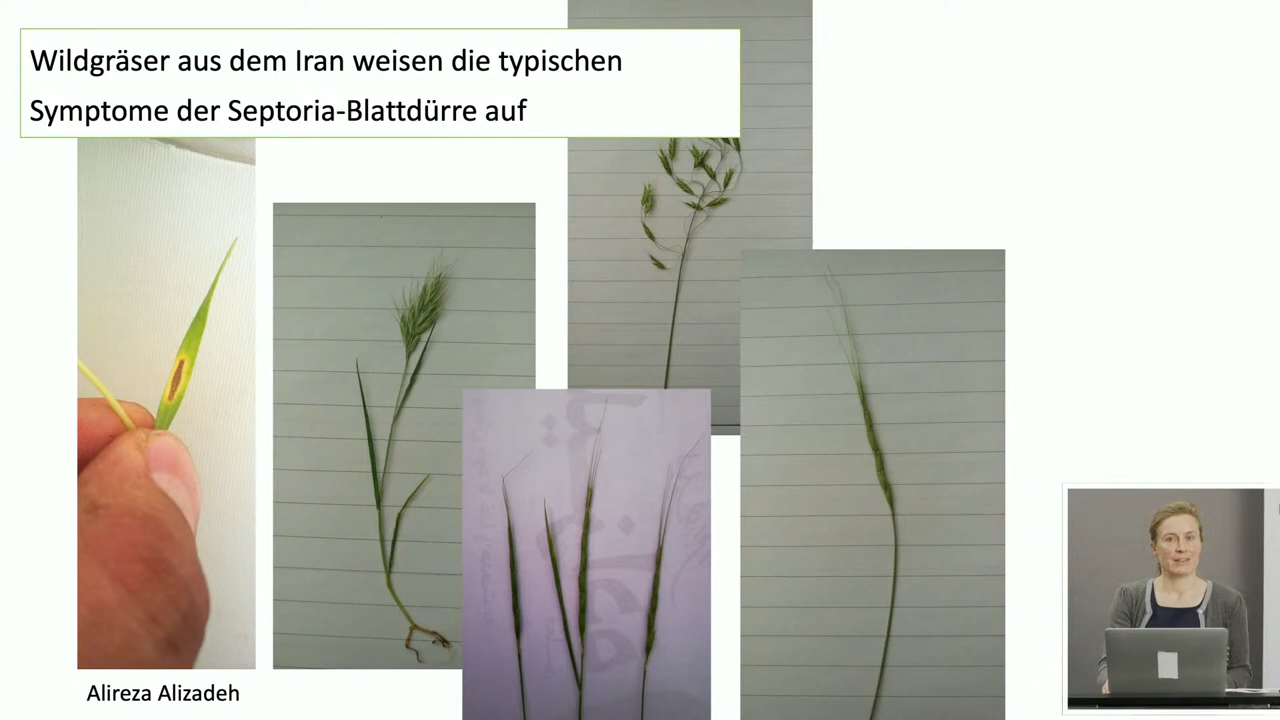 Wildgräser aus dem Iran weisen die typischen
Symptome der Septoria-Blattdürre auf
Alireza Alizadeh